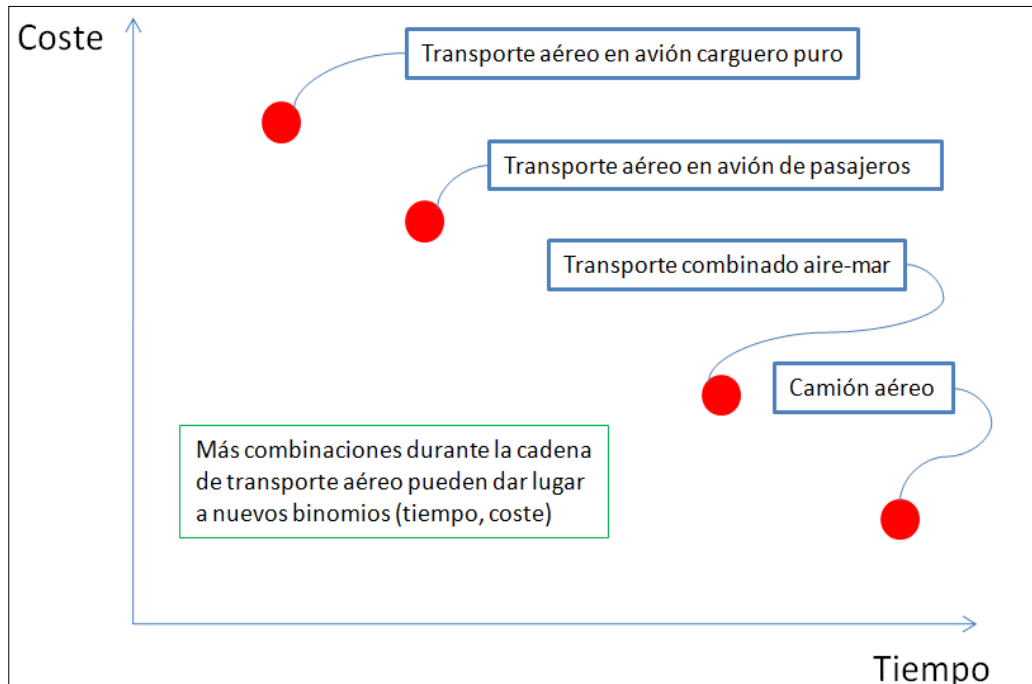 Coste
Transporte aéreo en avión carguero puro
Transporte aéreo en avión de pasajeros
Transporte combinado aire-mar
Camión aéreo
Más combinaciones durante la cadena
de transporte aéreo pueden dar lugar
a nuevos binomios (tiempo, coste)
Tiempo